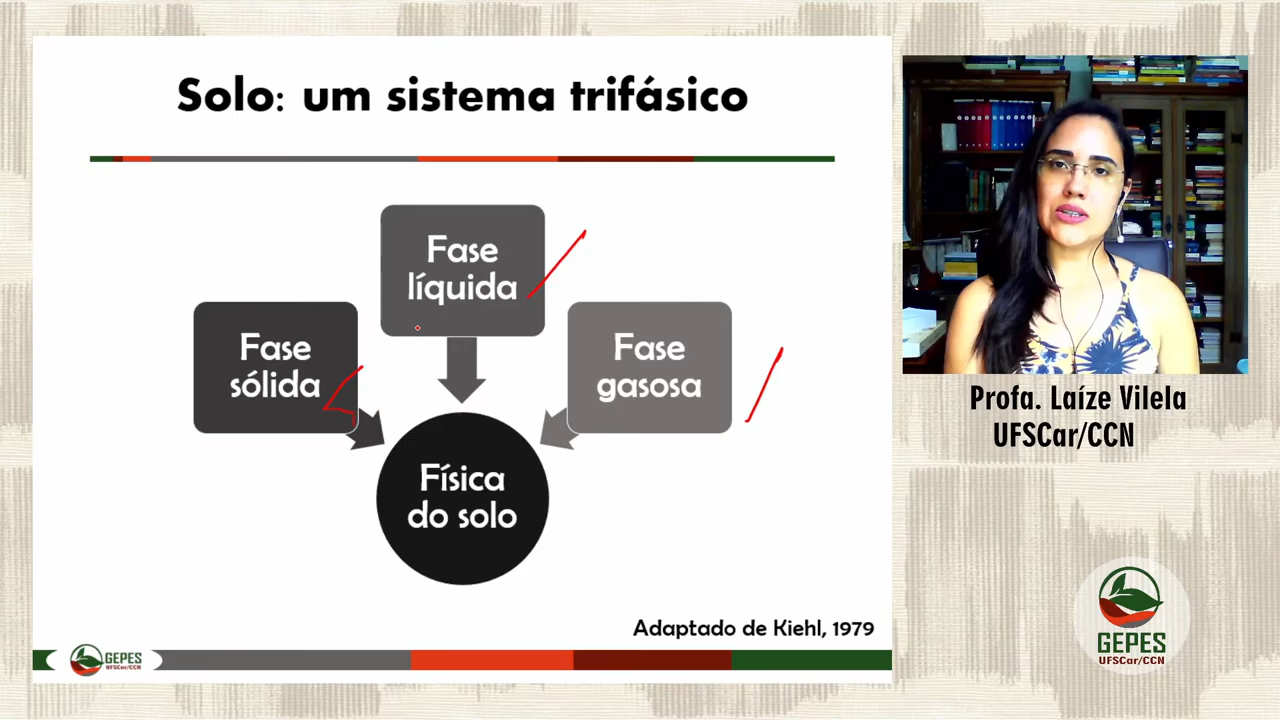 Solo: um sistema trifásico
Fase
líquida
Fase
sólida
Fase
gasosa
Física
do solo
Adaptado de Kiehl, 1979
GEPES
UFSCar/CCN
Profa. Laíze Vilela
UFSCar/CCN
GEPES
UFSCar/CCN